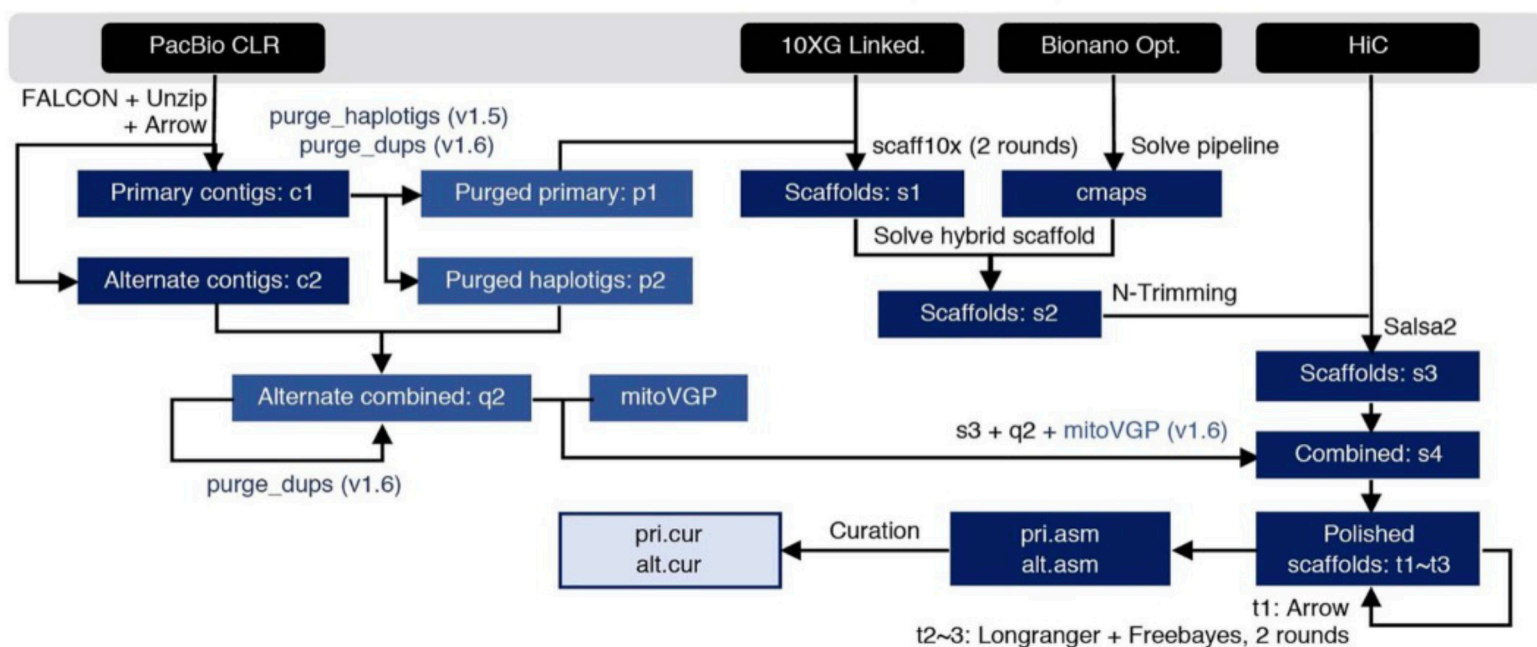 PacBio CLR
10XG Linked.
Bionano Opt.
HiC
FALCON + Unzip
+ Arrow
purge_haplotigs (v1.5)
purge_dups (v1.6)
scaff10x (2 rounds)
Solve pipeline
Primary contigs: c1
Purged primary: p1
Scaffolds: s1
cmaps
Solve hybrid scaffold
Alternate contigs: c2
Purged haplotigs: p2
Scaffolds: s2
N-Trimming
Salsa2
Scaffolds: s3
Alternate combined: q2
mitoVGP
s3 + q2 + mitoVGP (v1.6)
Combined: s4
purge_dups (v1.6)
pri.cur
alt.cur
Curation
pri.asm
alt.asm
Polished
scaffolds: t1~t3
t1: Arrow
t2~3: Longranger + Freebayes, 2 rounds